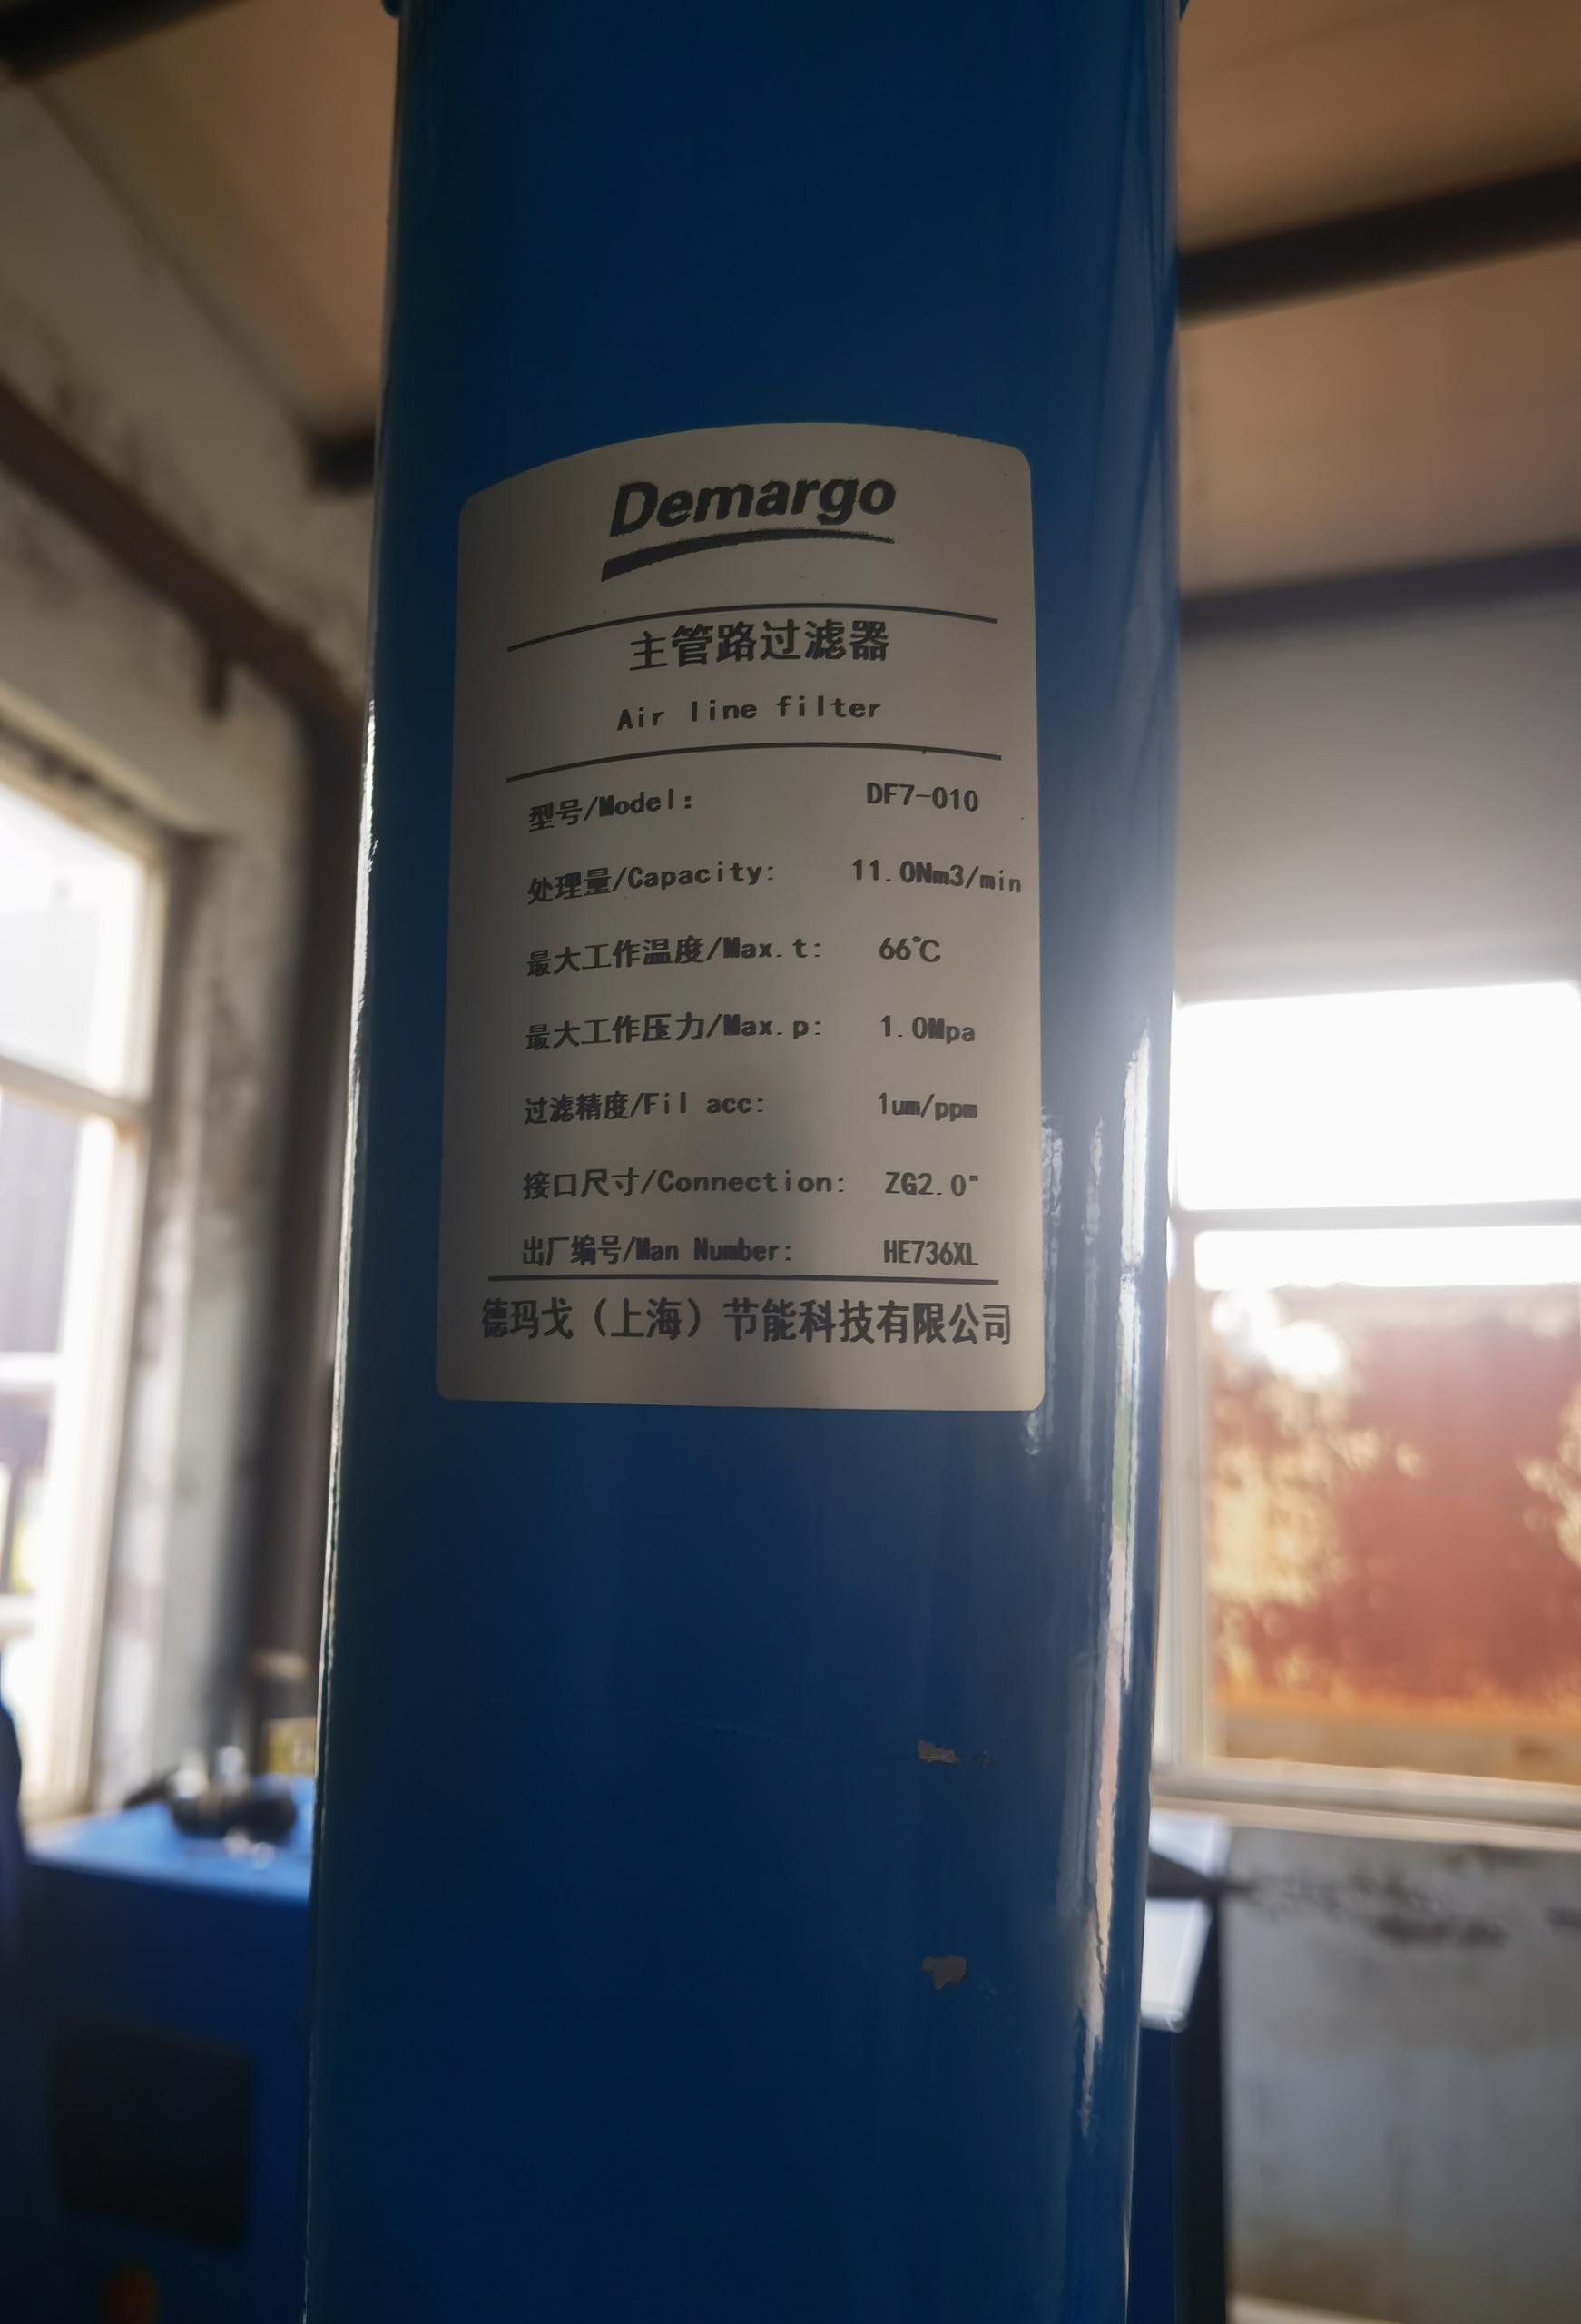 Demargo
主管路过滤器
Air line filter
型号/Model: DF7-010
处理量/Capacity: 11.0Nm3/min
最大工作温度/Max.t: 66℃
最大工作压力/Max.p: 1.0Mpa
过滤精度/Fil acc: 1um/ppm
接口尺寸/Connection: ZG2.0"
出厂编号/Man Number: HE736XL
德玛戈（上海）节能科技有限公司